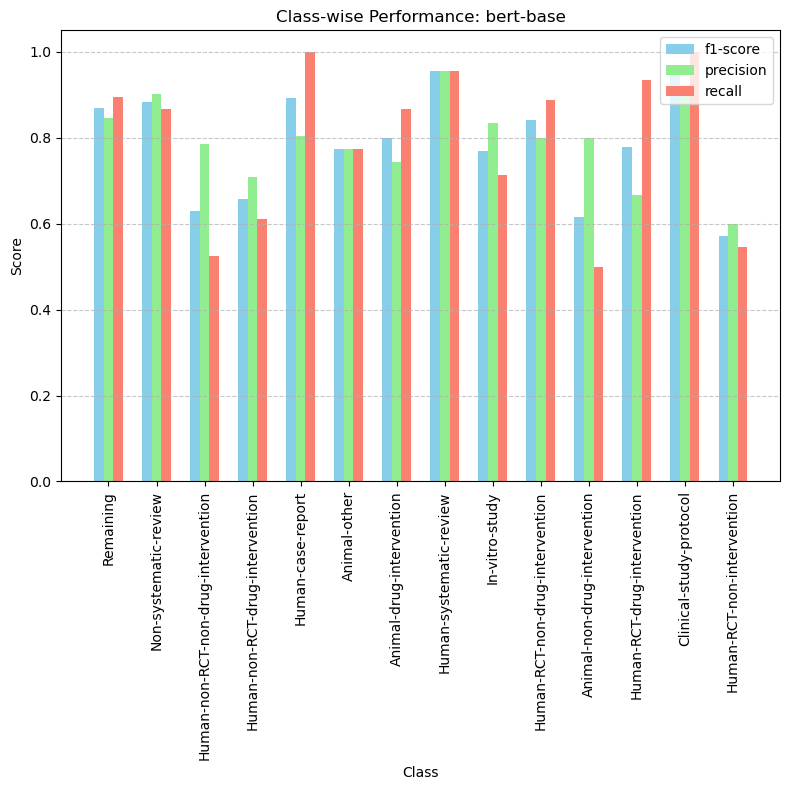 Class-wise Performance: bert-base
f1-score
precision
recall
1.0
0.8
0.6
0.4
0.2
0.0
Score
Remaining
Non-systematic-review
Human-non-RCT-non-drug-intervention
Human-non-RCT-drug-intervention
Human-case-report
Animal-other
Animal-drug-intervention
Human-systematic-review
In-vitro-study
Human-RCT-non-drug-intervention
Animal-non-drug-intervention
Human-RCT-drug-intervention
Clinical-study-protocol
Human-RCT-non-intervention
Class